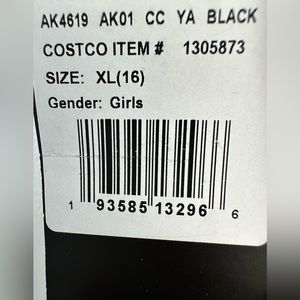 AK4619 AK01 CC YA BLACK
COSTCO ITEM # 1305873
SIZE: XL(16)
Gender: Girls
1 93585 13296 6